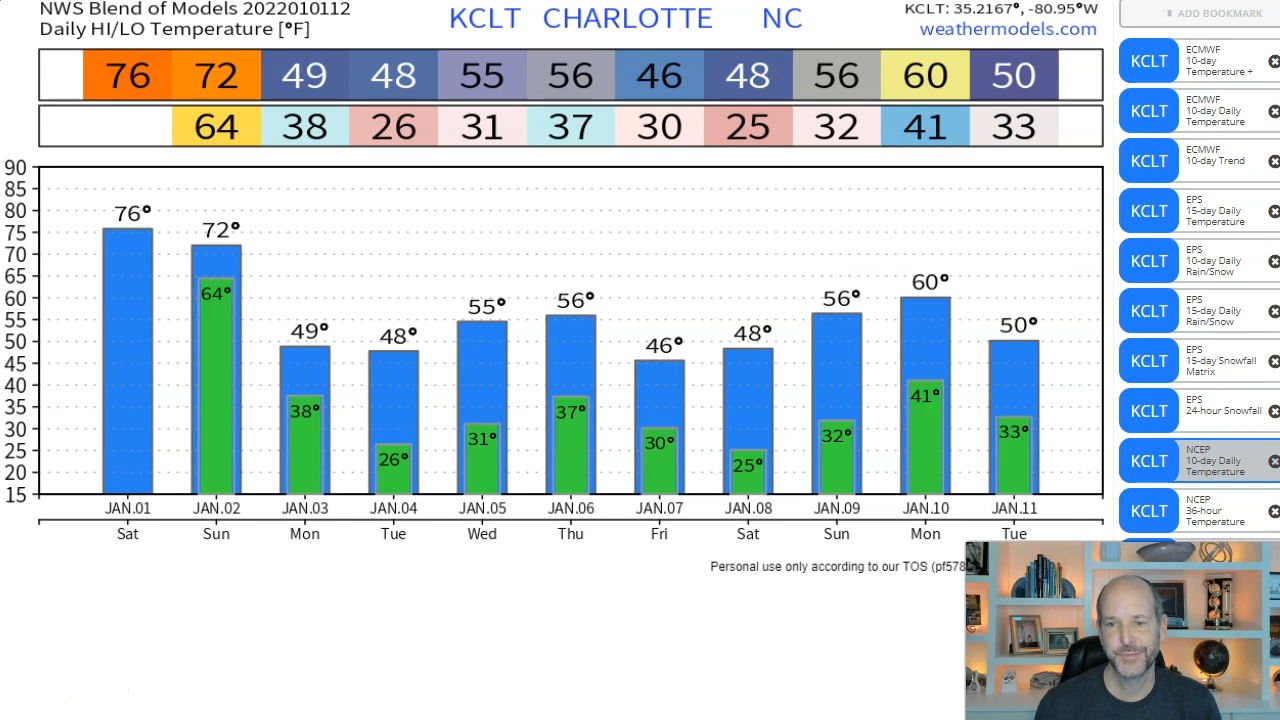 NWS Blend of Models 2022010112
Daily HI/LO Temperature [°F]
KCLT CHARLOTTE NC
KCLT: 35.2167°, -80.95°W
weathermodels.com
76 72 49 48 55 56 46 48 56 60 50
64 38 26 31 37 30 25 32 41 33
90
85
80
75
70
65
60
55
50
45
40
35
30
25
20
15
76° 72° 49° 48° 55° 56° 46° 48° 56° 60° 50°
64° 38° 26° 31° 37° 30° 25° 32° 41° 33°
JAN.01 JAN.02 JAN.03 JAN.04 JAN.05 JAN.06 JAN.07 JAN.08 JAN.09 JAN.10 JAN.11
Sat Sun Mon Tue Wed Thu Fri Sat Sun Mon Tue
Personal use only according to our TOS (pf578
ADD BOOKMARK
KCLT
ECMWF
10-day
Temperature +
KCLT
ECMWF
10-day Daily
Temperature
KCLT
ECMWF
10-day Trend
KCLT
EPS
15-day Daily
Temperature
KCLT
EPS
10-day Daily
Rain/Snow
KCLT
EPS
15-day Daily
Rain/Snow
KCLT
EPS
15-day Snowfall
Matrix
KCLT
EPS
24-hour Snowfall
KCLT
NCEP
10-day Daily
Temperature
KCLT
NCEP
36-hour
Temperature